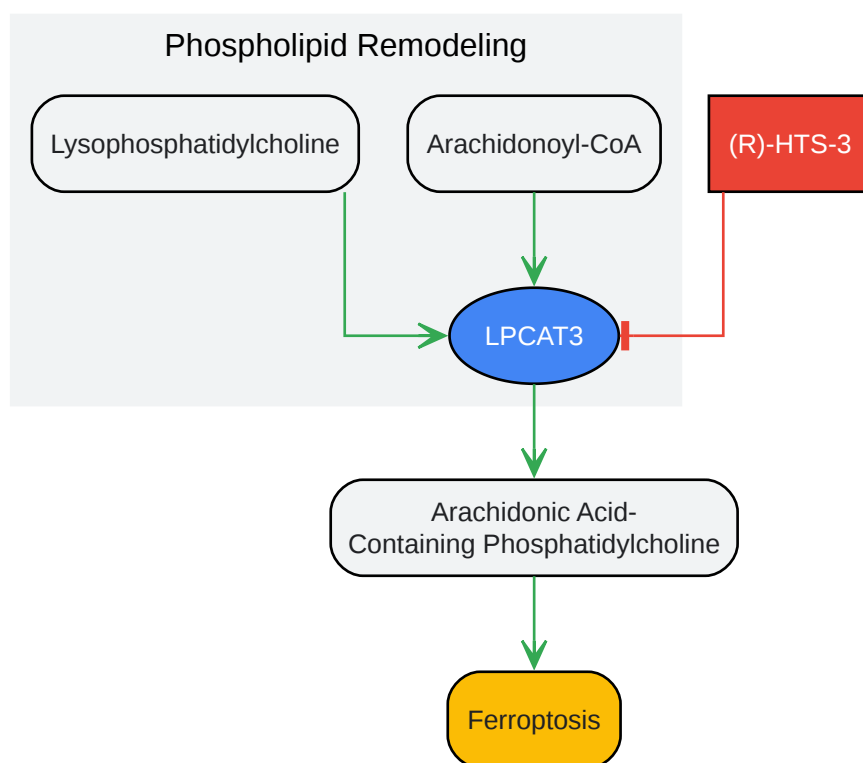 Phospholipid Remodeling
Lysophosphatidylcholine
Arachidonoyl-CoA
(R)-HTS-3
LPCAT3
Arachidonic Acid-
Containing Phosphatidylcholine
Ferroptosis